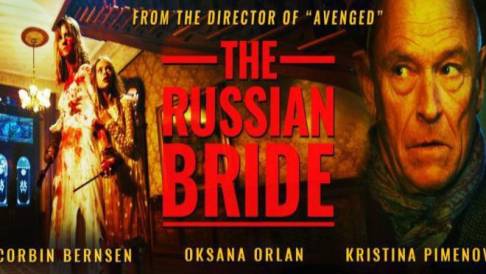 FROM THE DIRECTOR OF “AVENGED”
THE
RUSSIAN
BRIDE
CORBIN BERNSEN OKSANA ORLAN KRISTINA PIMENOV